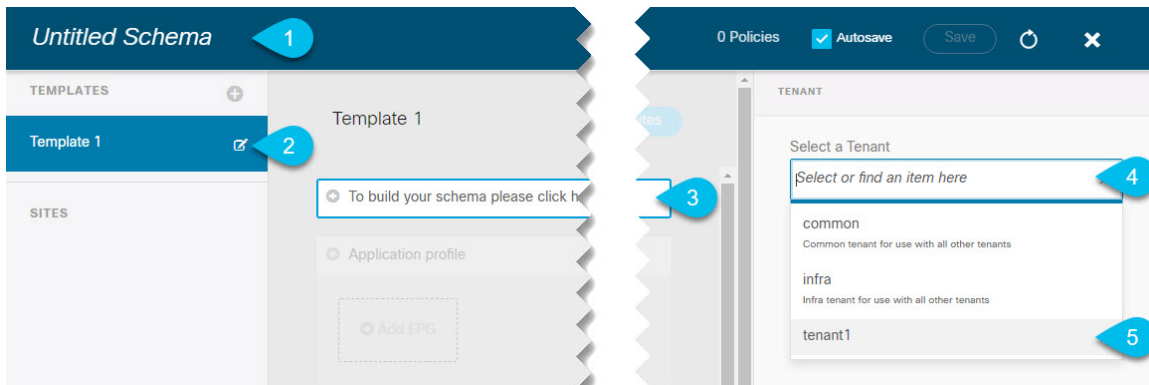 Untitled Schema
1
0 Policies
Autosave
Save
TEMPLATES
Template 1
2
SITES
Template 1
To build your schema please click
3
Application profile
Add EPG
TENANT
Select a Tenant
Select or find an item here
4
common
Common tenant for use with all other tenants
infra
Infra tenant for use with all other tenants
tenant1
5